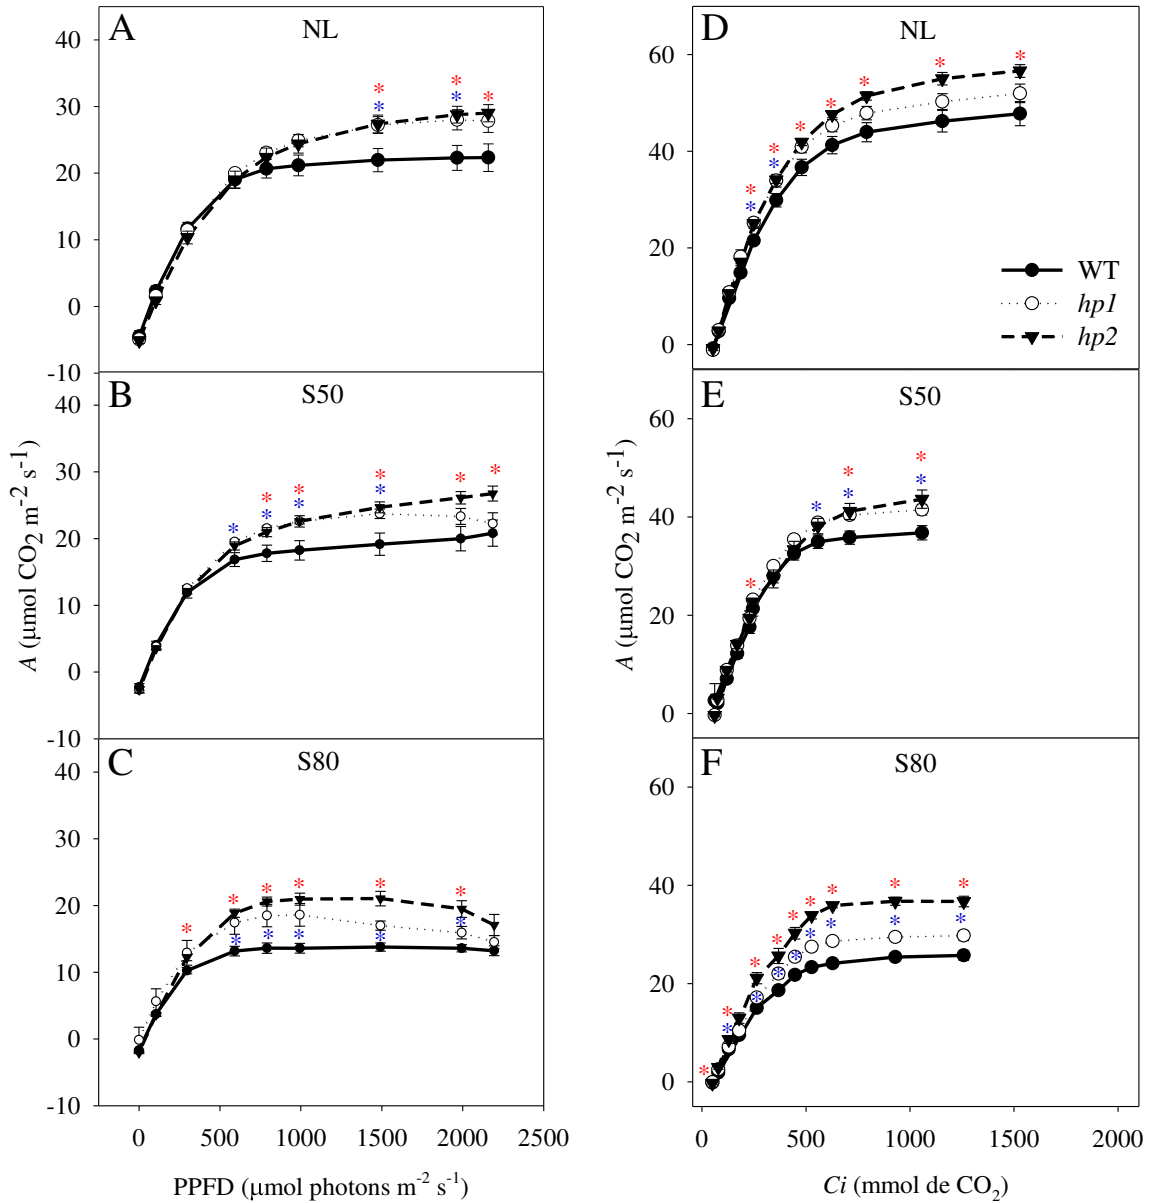 A
NL
40
30
20
10
0
-10
B
S50
40
30
20
10
0
-10
C
S80
40
30
20
10
0
-10
0 500 1000 1500 2000 2500
PPFD (μmol photons m⁻² s⁻¹)
A (μmol CO₂ m⁻² s⁻¹)
D
NL
60
40
20
0
WT
hp1
hp2
E
S50
60
40
20
0
F
S80
60
40
20
0
0 500 1000 1500 2000
Ci (mmol de CO₂)
A (μmol CO₂ m⁻² s⁻¹)